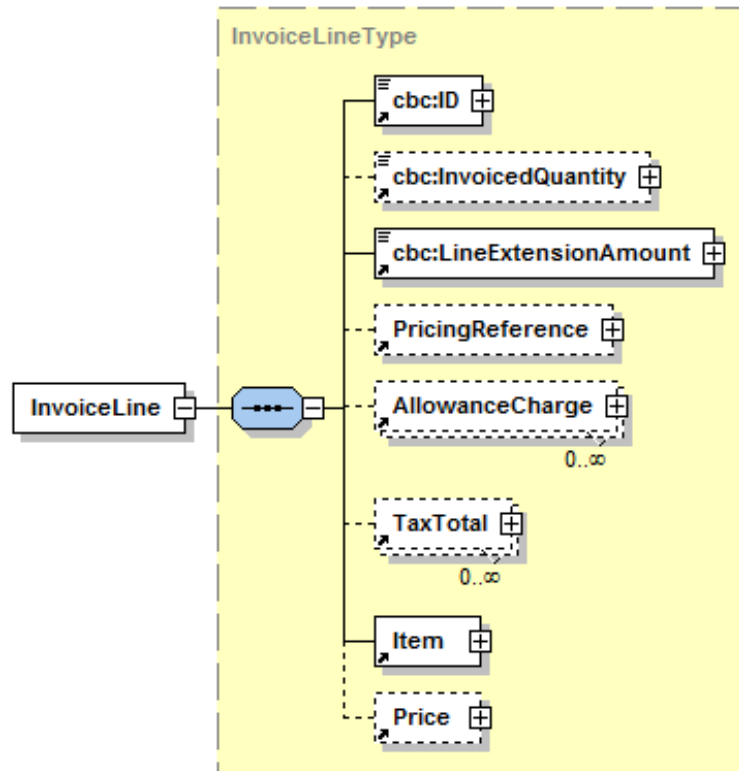 InvoiceLineType
cbc:ID
cbc:InvoicedQuantity
cbc:LineExtensionAmount
PricingReference
InvoiceLine
AllowanceCharge
0..∞
TaxTotal
0..∞
Item
Price